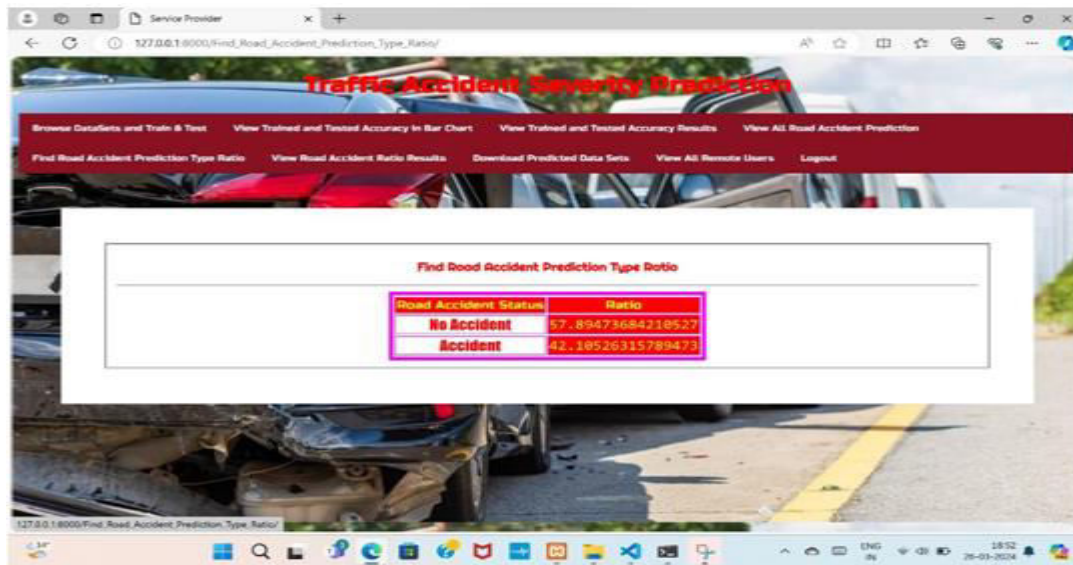 Service Provider
127.0.0.1:8000/Find_Road_Accident_Prediction_Type_Ratio/
Traffic Accident Severity Prediction
Browse DataSets and Train & Test View Trained and Tested Accuracy in Bar Chart View Trained and Tested Accuracy Results View All Road Accident Prediction
Find Road Accident Prediction Type Ratio View Road Accident Ratio Results Download Predicted Data Sets View All Remote Users Logout
Find Road Accident Prediction Type Ratio
Road Accident Status Ratio
No Accident 57.89473684210527
Accident 42.10526315789473
127.0.0.1:8000/Find_Road_Accident_Prediction_Type_Ratio/
ENG 18:52
IN 26-03-2024